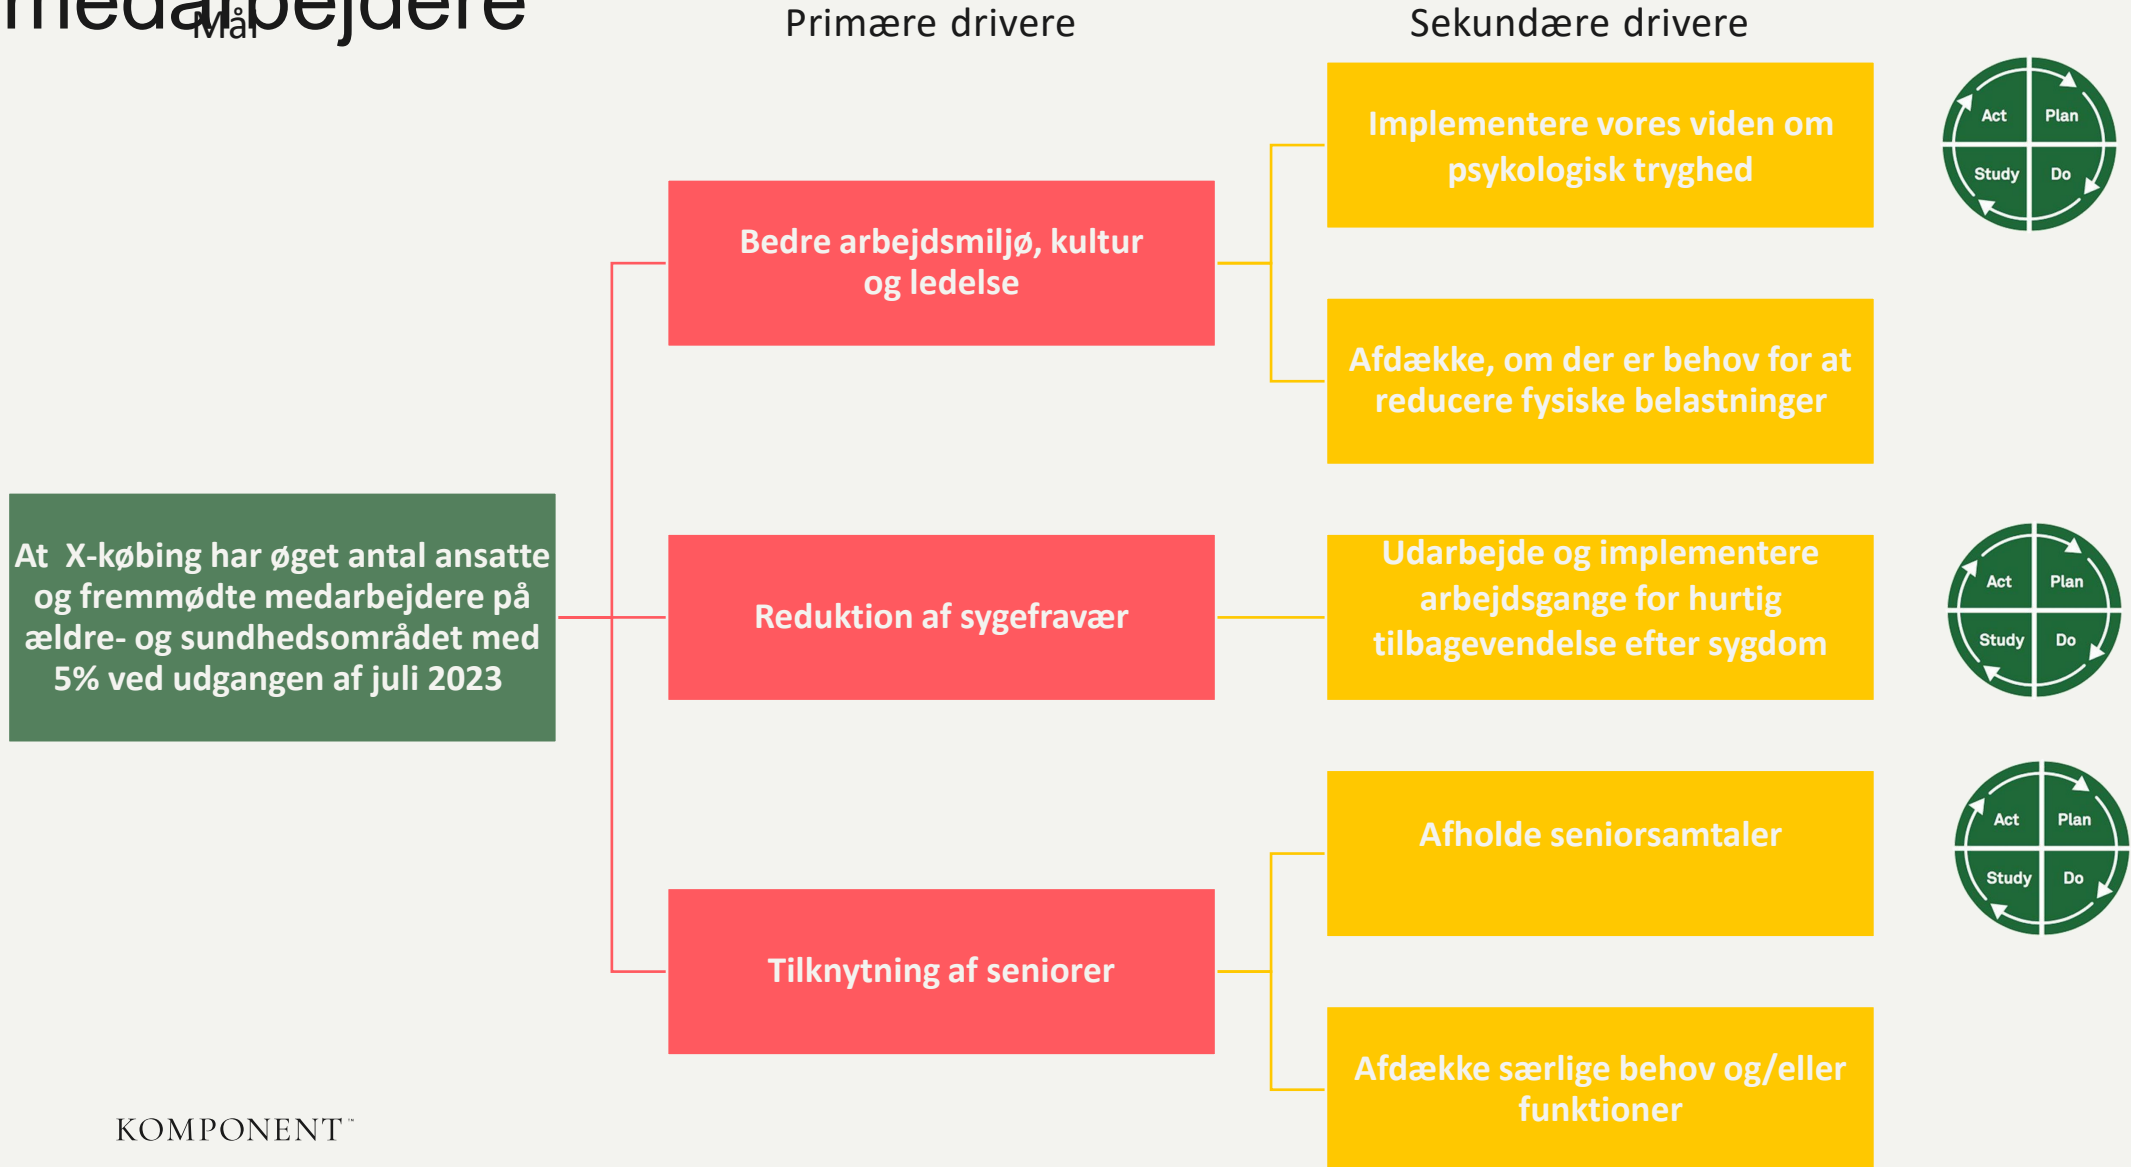 medarbejdere
Mål
Primære drivere
Sekundære drivere
At X-købing har øget antal ansatte
og fremmødte medarbejdere på
ældre- og sundhedsområdet med
5% ved udgangen af juli 2023
Bedre arbejdsmiljø, kultur
og ledelse
Reduktion af sygefravær
Tilknytning af seniorer
Implementere vores viden om
psykologisk tryghed
Afdække, om der er behov for at
reducere fysiske belastninger
Udarbejde og implementere
arbejdsgange for hurtig
tilbagevendelse efter sygdom
Afholde seniorsamtaler
Afdække særlige behov og/eller
funktioner
Act
Plan
Study
Do
Act
Plan
Study
Do
Act
Plan
Study
Do
KOMPONENT™